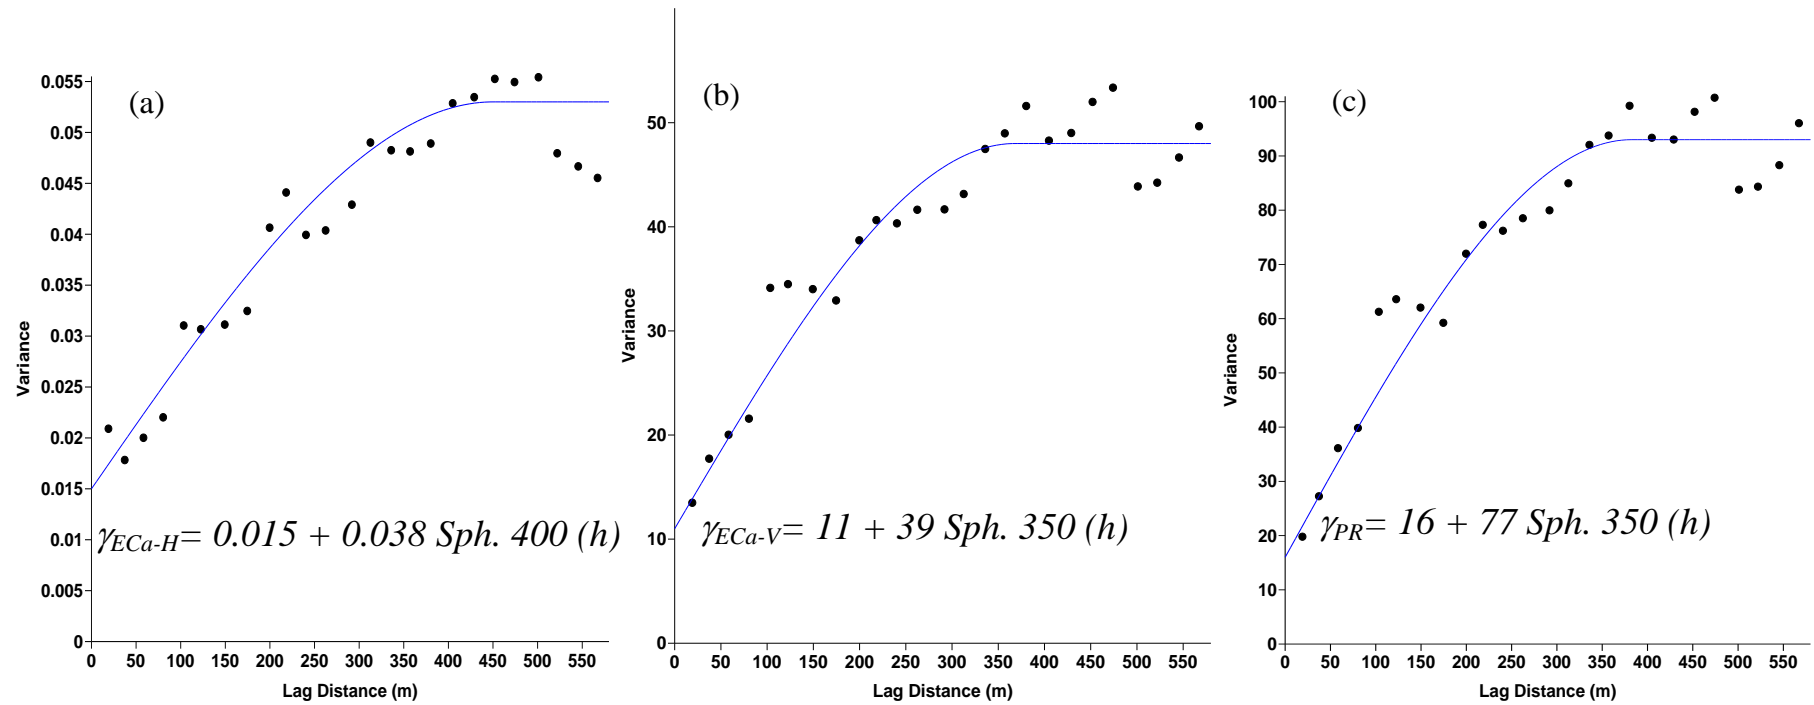 (a)
Variance
0.055
0.05
0.045
0.04
0.035
0.03
0.025
0.02
0.015
0.01
0.005
0
γECa-H= 0.015 + 0.038 Sph. 400 (h)
0 50 100 150 200 250 300 350 400 450 500 550
Lag Distance (m)
(b)
Variance
50
40
30
20
10
0
γECa-V= 11 + 39 Sph. 350 (h)
0 50 100 150 200 250 300 350 400 450 500 550
Lag Distance (m)
(c)
Variance
100
90
80
70
60
50
40
30
20
10
0
γPR= 16 + 77 Sph. 350 (h)
0 50 100 150 200 250 300 350 400 450 500 550
Lag Distance (m)